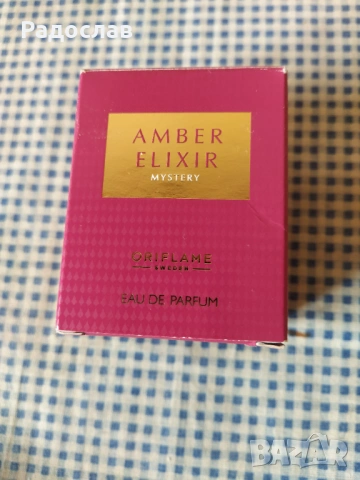 Радослав
AMBER
ELIXIR
MYSTERY
ORIFLAME
SWEDEN
EAU DE PARFUM
BAZAR